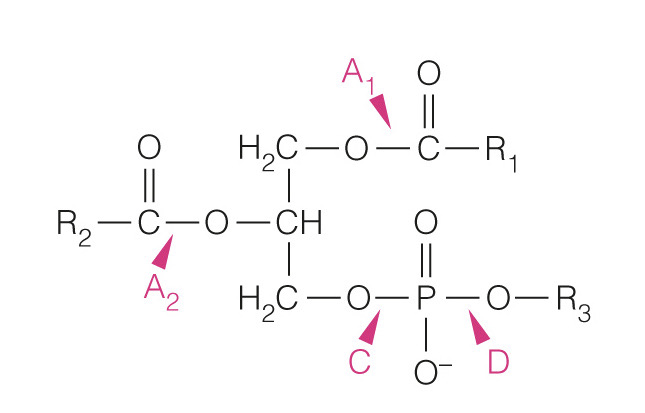 A₁ O
O H₂C O C R₁
R₂ C O CH O
A₂ H₂C O P O R₃
C O⁻ D